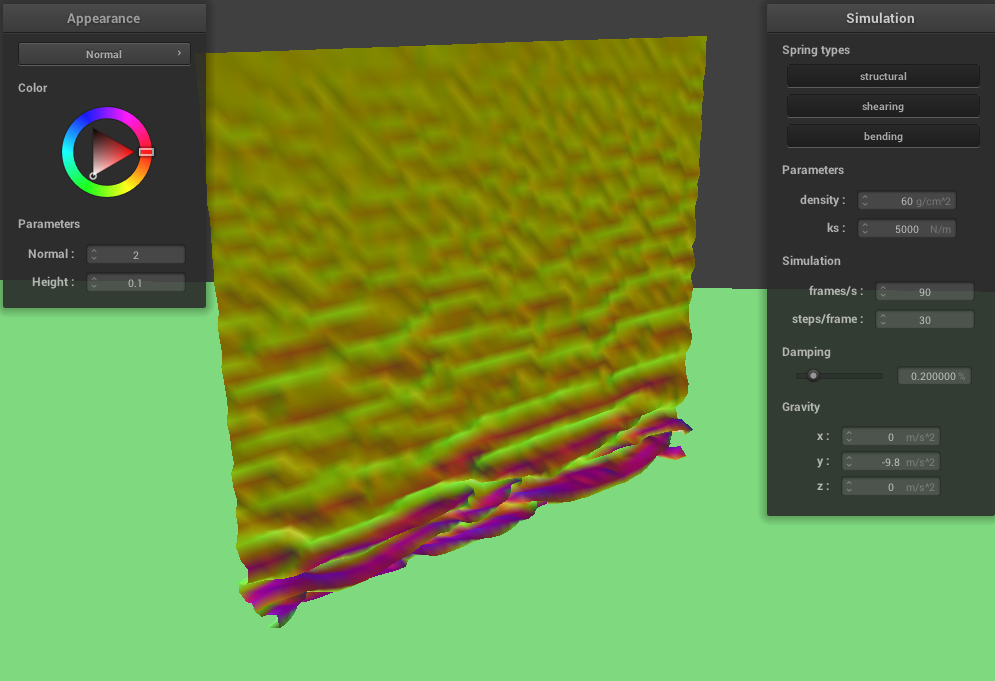 Appearance
Normal
Color
Parameters
Normal : 2
Height : 0.1
Simulation
Spring types
structural
shearing
bending
Parameters
density : 60 g/cm^2
ks : 5000 N/m
Simulation
frames/s : 90
steps/frame : 30
Damping
0.200000 %
Gravity
x : 0 m/s^2
y : -9.8 m/s^2
z : 0 m/s^2